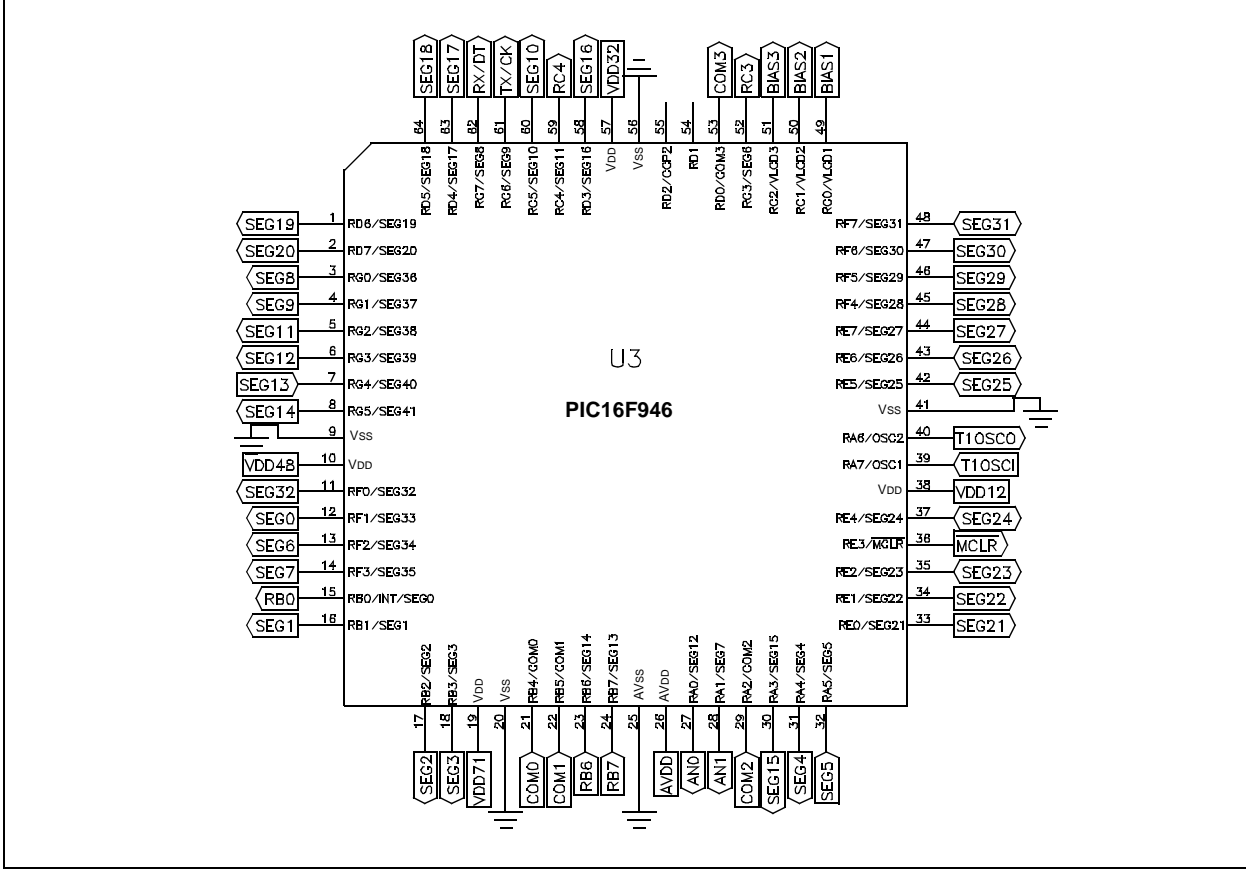 SEG18 SEG17 RX/DT TX/CK SEG10 RC4 SEG16 VDD32 COM3 RC3 BIAS3 BIAS2 BIAS1
64 63 62 61 60 59 58 57 56 55 54 53 52 51 50 49
RD5/SEG18 RD4/SEG17 RC7/SEG8 RC6/SEG9 RC5/SEG10 RC4/SEG11 RD3/SEG16 VDD VSS RD2/CCP2 RD1 RD0/COM3 RC3/SEG6 RC2/VLCD3 RC1/VLCD2 RC0/VLCD1
SEG19 1 RD6/SEG19 RF7/SEG31 48 SEG31
SEG20 2 RD7/SEG20 RF6/SEG30 47 SEG30
SEG8 3 RG0/SEG36 RF5/SEG29 46 SEG29
SEG9 4 RG1/SEG37 RF4/SEG28 45 SEG28
SEG11 5 RG2/SEG38 RE7/SEG27 44 SEG27
SEG12 6 RG3/SEG39 U3 RE6/SEG26 43 SEG26
SEG13 7 RG4/SEG40 RE5/SEG25 42 SEG25
SEG14 8 RG5/SEG41 PIC16F946 VSS 41
9 VSS RA6/OSC2 40 T1OSCO
VDD48 10 VDD RA7/OSC1 39 T1OSCI
SEG32 11 RF0/SEG32 VDD 38 VDD12
SEG0 12 RF1/SEG33 RE4/SEG24 37 SEG24
SEG6 13 RF2/SEG34 RE3/MCLR 36 MCLR
SEG7 14 RF3/SEG35 RE2/SEG23 35 SEG23
RB0 15 RB0/INT/SEG0 RE1/SEG22 34 SEG22
SEG1 16 RB1/SEG1 RE0/SEG21 33 SEG21
RB2/SEG2 RB3/SEG3 VDD VSS RB4/COM0 RB5/COM1 RB6/SEG14 RB7/SEG13 AVSS AVDD RA0/SEG12 RA1/SEG7 RA2/COM2 RA3/SEG15 RA4/SEG4 RA5/SEG5
17 18 19 20 21 22 23 24 25 26 27 28 29 30 31 32
SEG2 SEG3 VDD71 COM0 COM1 RB6 RB7 AVDD AN0 AN1 COM2 SEG15 SEG4 SEG5